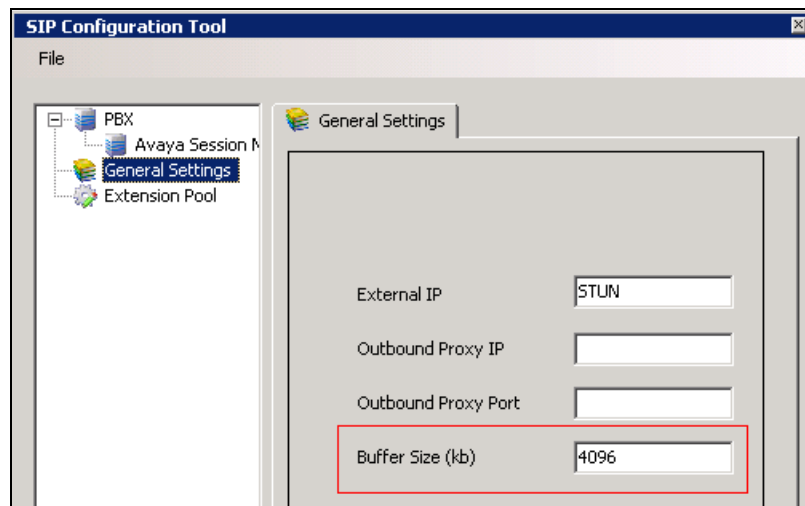 SIP Configuration Tool
File
PBX
Avaya Session
General Settings
Extension Pool
General Settings
External IP
STUN
Outbound Proxy IP
Outbound Proxy Port
Buffer Size (kb)
4096